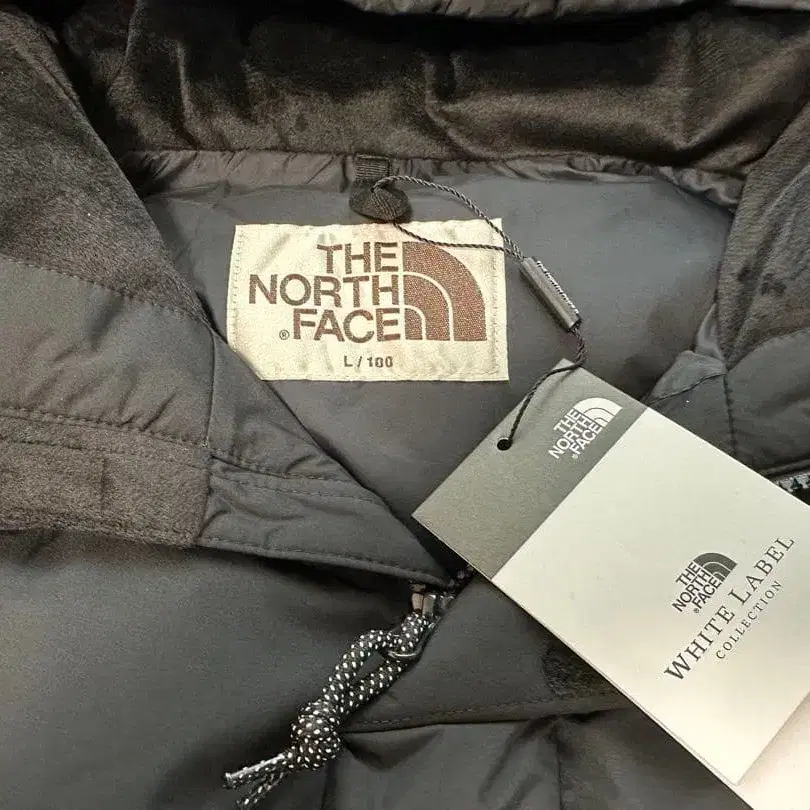 THE
NORTH
® FACE
L / 100
THE
NORTH
® FACE
THE
NORTH
FACE
WHITE LABEL
COLLECTION